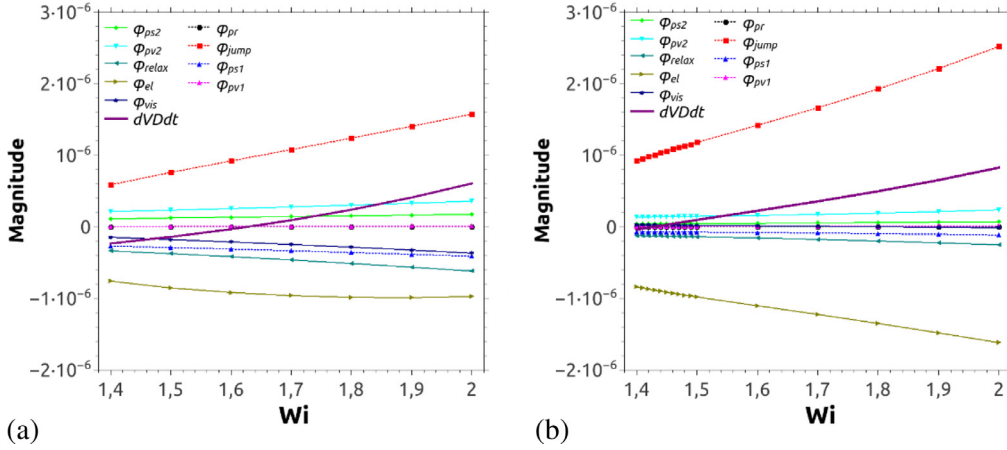 3·10⁻⁶
2·10⁻⁶
10⁻⁶
0
−1·10⁻⁶
−2·10⁻⁶
Magnitude
φps2
φpv2
φrelax
φel
φvis
dVDdt
φpr
φjump
φps1
φpv1
1,4 1,5 1,6 1,7 1,8 1,9 2
Wi
(a)
3·10⁻⁶
2·10⁻⁶
10⁻⁶
0
−1·10⁻⁶
−2·10⁻⁶
Magnitude
φps2
φpv2
φrelax
φel
φvis
dVDdt
φpr
φjump
φps1
φpv1
1,4 1,5 1,6 1,7 1,8 1,9 2
Wi
(b)